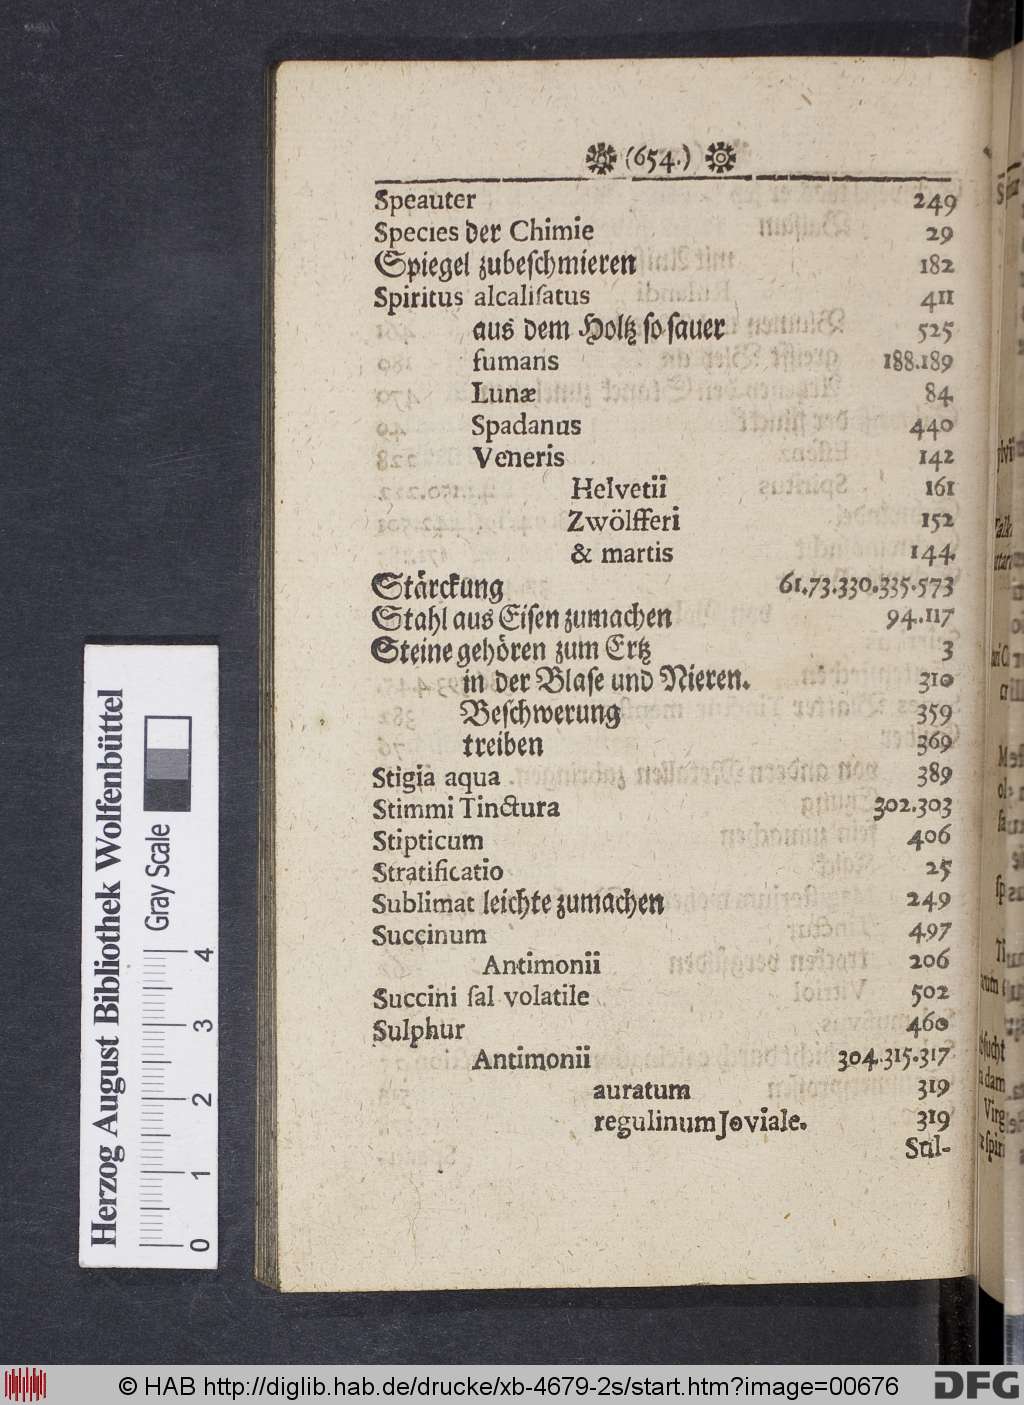 (654.)
Speauter 249
Species der Chimie 29
Spiegel zubeſchmieren 182
Spiritus alcaliſatus 411
aus dem Holtz ſo ſauer 525
fumans 188.189
Lunæ 84
Spadanus 440
Veneris 142
Helvetii 161
Zwölfferi 152
& martis 144.
Stärckung 61.73.330.335.573
Stahl aus Eiſen zumachen 94.117
Steine gehören zum Ertz 3
in der Blaſe und Nieren. 310
Beſchwerung 359
treiben 369
Stigia aqua 389
Stimmi Tinctura 302.303
Stipticum 406
Stratificatio 25
Sublimat leichte zumachen 249
Succinum 497
Antimonii 206
Succini ſal volatile 502
Sulphur 460
Antimonii 304.315.317
auratum 319
regulinum Joviale. 319
Sul-
Herzog August Bibliothek Wolfenbüttel
Gray Scale
0 1 2 3 4
© HAB http://diglib.hab.de/drucke/xb-4679-2s/start.htm?image=00676
DFG